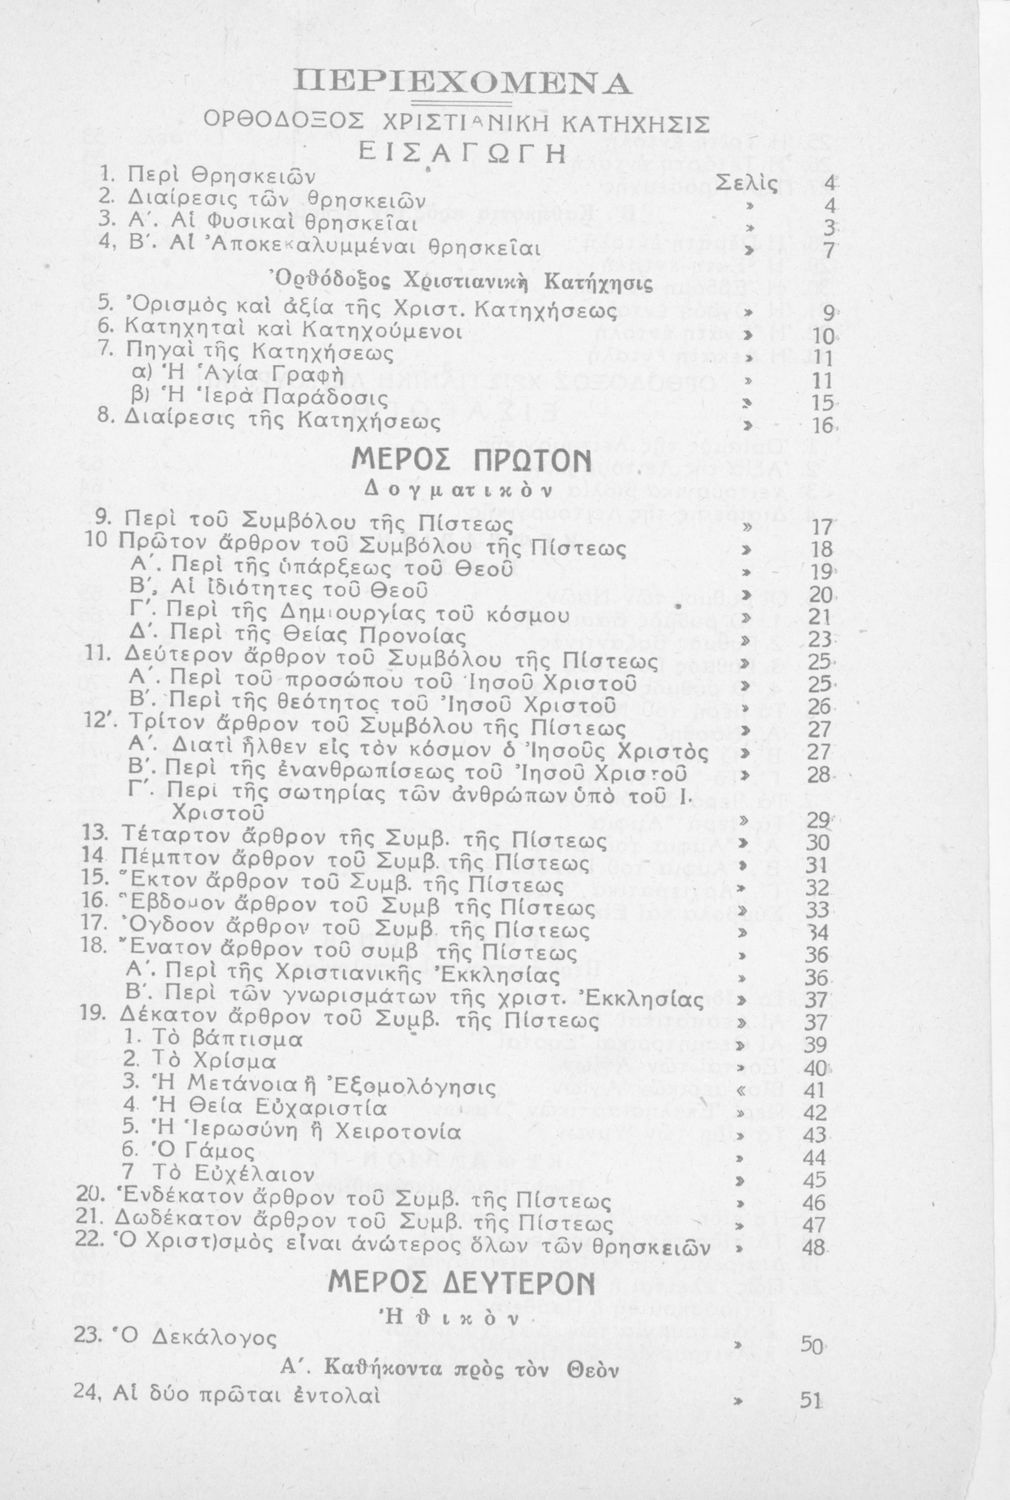 ΠΕΡΙΕΧΟΜΕΝΑ
ΟΡΘΟΔΟΞΟΣ ΧΡΙΣΤΙΑΝΙΚΗ ΚΑΤΗΧΗΣΙΣ
ΕΙΣΑΓΩΓΗ
1. Περὶ Θρησκειῶν Σελὶς 4
2. Διαίρεσις τῶν θρησκειῶν » 4
3. Α΄. Αἱ Φυσικαὶ θρησκεῖαι » 3
4, Β΄. Αἱ Ἀποκεκαλυμμέναι θρησκεῖαι » 7
Ὀρθόδοξος Χριστιανικὴ Κατήχησις
5. Ὁρισμὸς καὶ ἀξία τῆς Χριστ. Κατηχήσεως » 9
6. Κατηχηταὶ καὶ Κατηχούμενοι » 10
7. Πηγαὶ τῆς Κατηχήσεως » 11
α) Ἡ Ἁγία Γραφὴ » 11
β) Ἡ Ἱερὰ Παράδοσις » 15
8. Διαίρεσις τῆς Κατηχήσεως » 16
ΜΕΡΟΣ ΠΡΩΤΟΝ
Δογματικὸν
9. Περὶ τοῦ Συμβόλου τῆς Πίστεως » 17
10 Πρῶτον ἄρθρον τοῦ Συμβόλου τῆς Πίστεως » 18
Α΄. Περὶ τῆς ὑπάρξεως τοῦ Θεοῦ » 19
Β΄, Αἱ ἰδιότητες τοῦ Θεοῦ » 20
Γ΄. Περὶ τῆς Δημιουργίας τοῦ κόσμου » 21
Δ΄. Περὶ τῆς Θείας Προνοίας » 23
11. Δεύτερον ἄρθρον τοῦ Συμβόλου τῆς Πίστεως » 25
Α΄. Περὶ τοῦ προσώπου τοῦ Ἰησοῦ Χριστοῦ » 25
Β΄. Περὶ τῆς θεότητος τοῦ Ἰησοῦ Χριστοῦ » 26
12΄. Τρίτον ἄρθρον τοῦ Συμβόλου τῆς Πίστεως » 27
Α΄. Διατὶ ἦλθεν εἰς τὸν κόσμον ὁ Ἰησοῦς Χριστὸς » 27
Β΄. Περὶ τῆς ἐνανθρωπίσεως τοῦ Ἰησοῦ Χριστοῦ » 28
Γ΄. Περὶ τῆς σωτηρίας τῶν ἀνθρώπων ὑπὸ τοῦ Ι.
Χριστοῦ » 29
13. Τέταρτον ἄρθρον τῆς Συμβ. τῆς Πίστεως » 30
14 Πέμπτον ἄρθρον τοῦ Συμβ. τῆς Πίστεως » 31
15. Ἕκτον ἄρθρον τοῦ Συμβ. τῆς Πίστεως » 32
16. Ἕβδομον ἄρθρον τοῦ Συμβ τῆς Πίστεως » 33
17. Ὄγδοον ἄρθρον τοῦ Συμβ. τῆς Πίστεως » 34
18. Ἔνατον ἄρθρον τοῦ συμβ τῆς Πίστεως » 36
Α΄. Περὶ τῆς Χριστιανικῆς Ἐκκλησίας » 36
Β΄. Περὶ τῶν γνωρισμάτων τῆς χριστ. Ἐκκλησίας » 37
19. Δέκατον ἄρθρον τοῦ Συμβ. τῆς Πίστεως » 37
1. Τὸ βάπτισμα » 39
2. Τὸ Χρίσμα » 40
3. Ἡ Μετάνοια ἢ Ἐξομολόγησις « 41
4. Ἡ Θεία Εὐχαριστία » 42
5. Ἡ Ἱερωσύνη ἢ Χειροτονία » 43
6. Ὁ Γάμος » 44
7 Τὸ Εὐχέλαιον » 45
20. Ἑνδέκατον ἄρθρον τοῦ Συμβ. τῆς Πίστεως » 46
21. Δωδέκατον ἄρθρον τοῦ Συμβ. τῆς Πίστεως » 47
22. Ὁ Χριστ)σμὸς εἶναι ἀνώτερος ὅλων τῶν θρησκειῶν » 48
ΜΕΡΟΣ ΔΕΥΤΕΡΟΝ
Ἠθικὸν
23. Ὁ Δεκάλογος » 50
Α΄. Καθήκοντα πρὸς τὸν Θεὸν
24, Αἱ δύο πρῶται ἐντολαὶ » 51